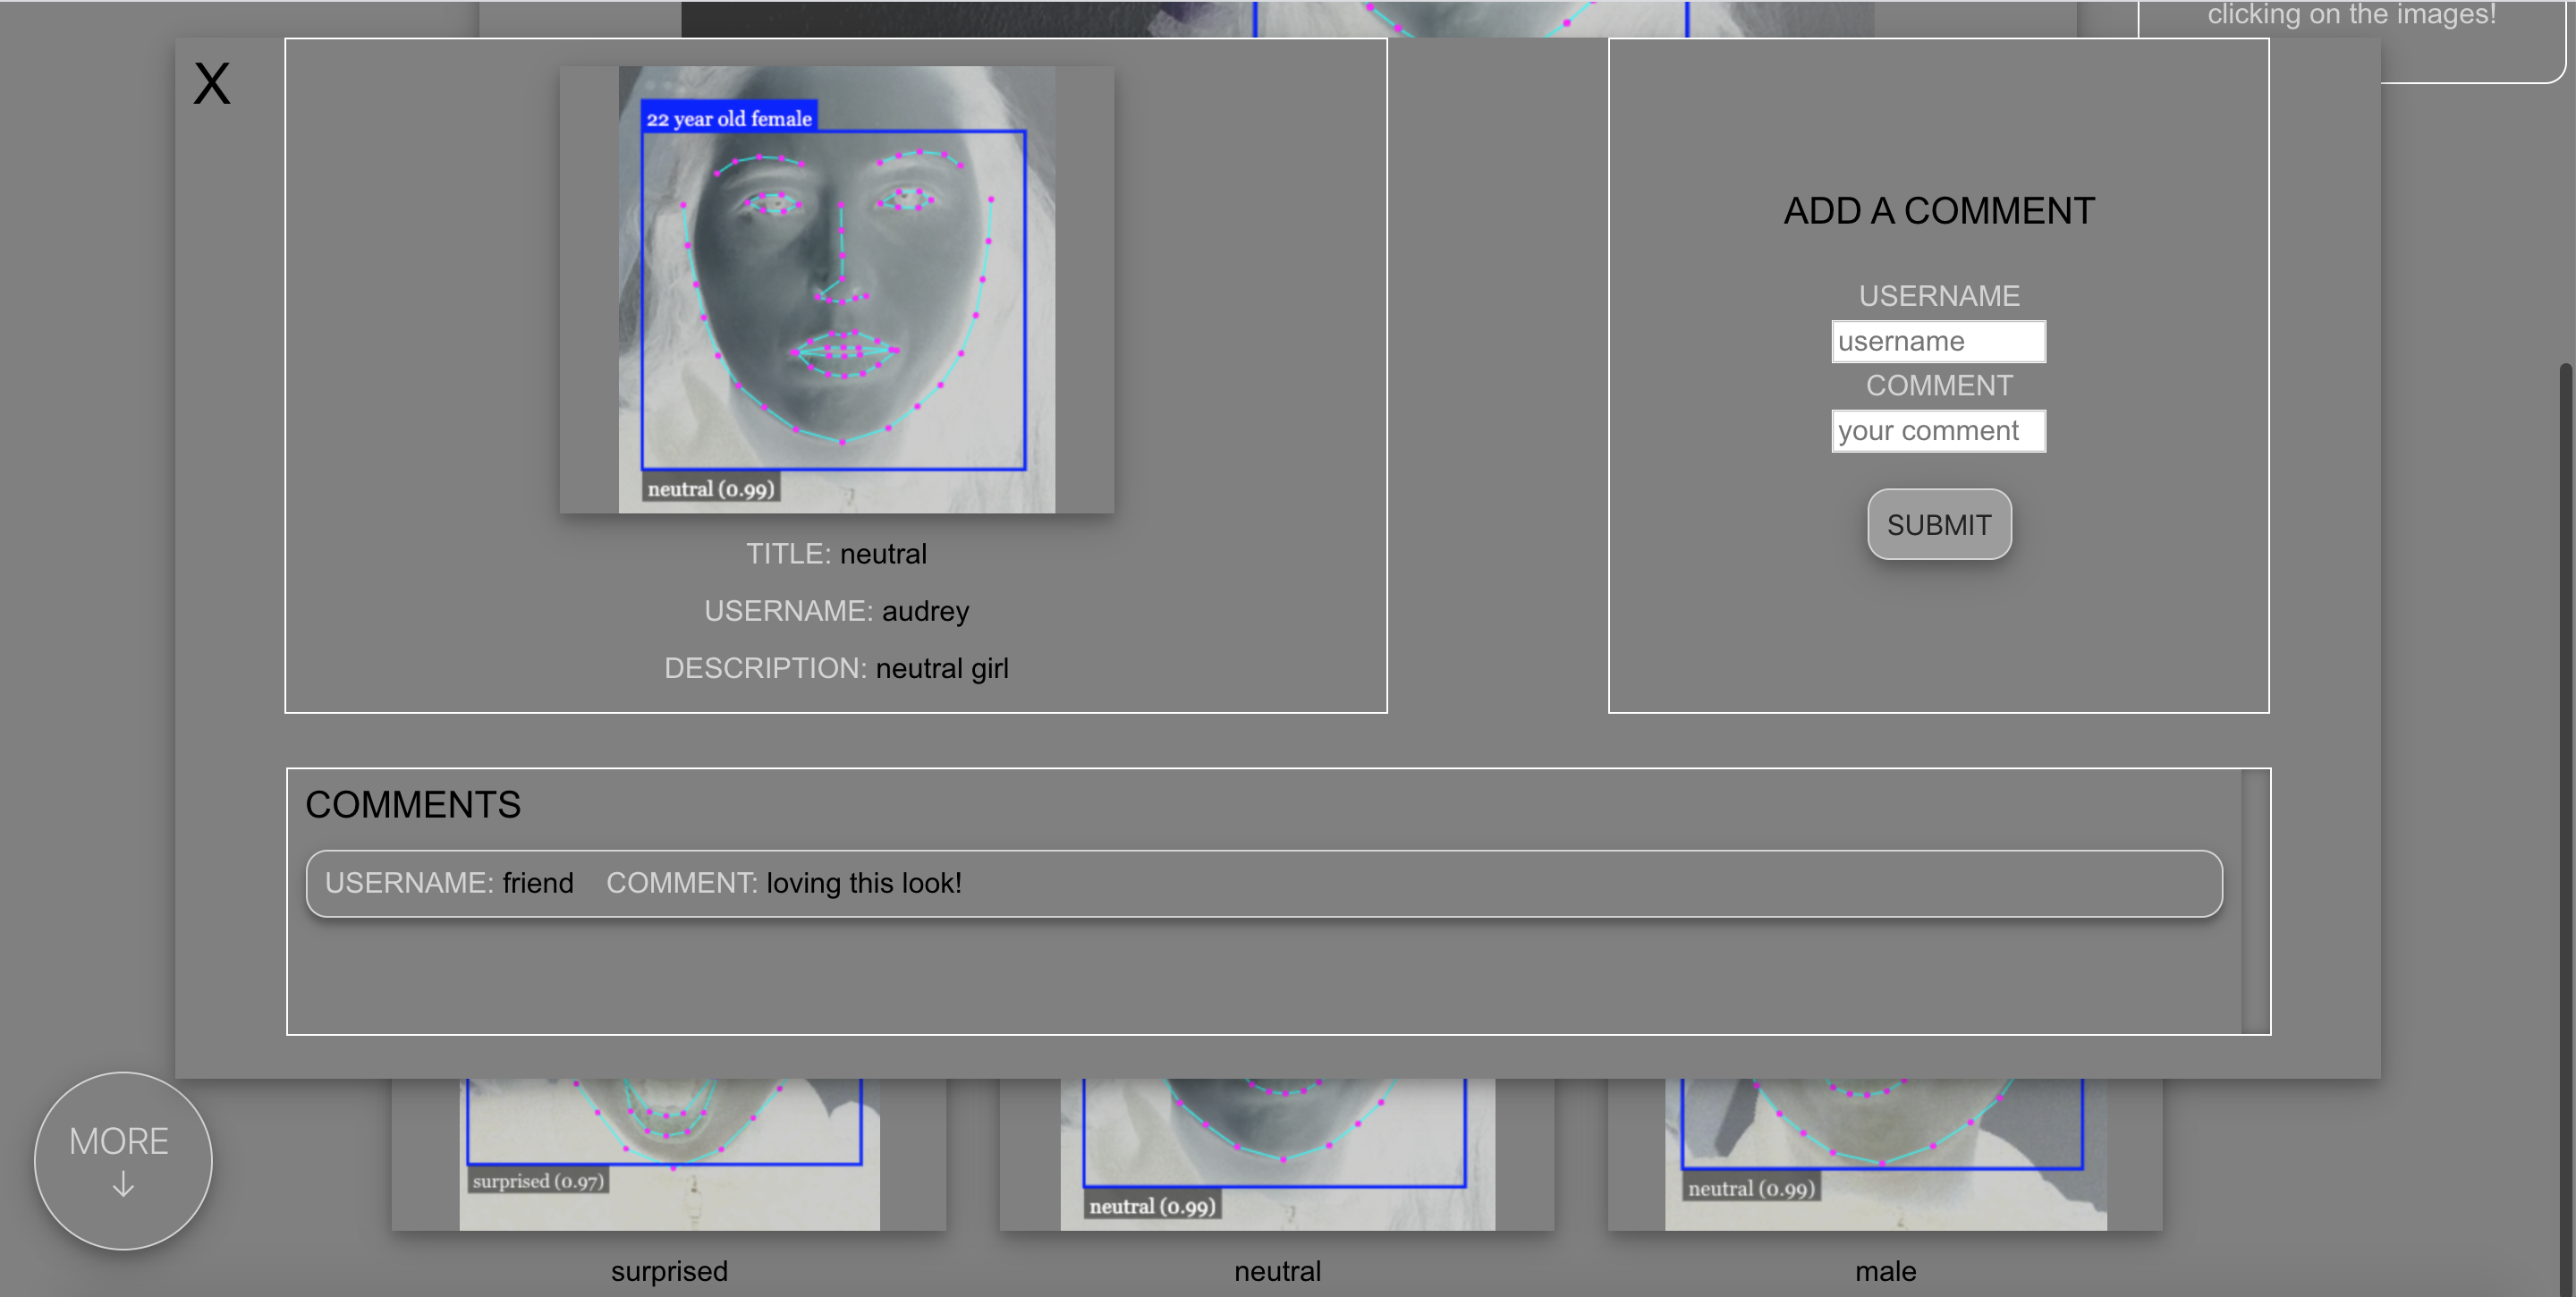 clicking on the images!
X
22 year old female
neutral (0.99)
TITLE: neutral
USERNAME: audrey
DESCRIPTION: neutral girl
ADD A COMMENT
USERNAME
username
COMMENT
your comment
SUBMIT
COMMENTS
USERNAME: friend COMMENT: loving this look!
MORE
↓
surprised (0.97)
neutral (0.99)
neutral (0.99)
surprised
neutral
male